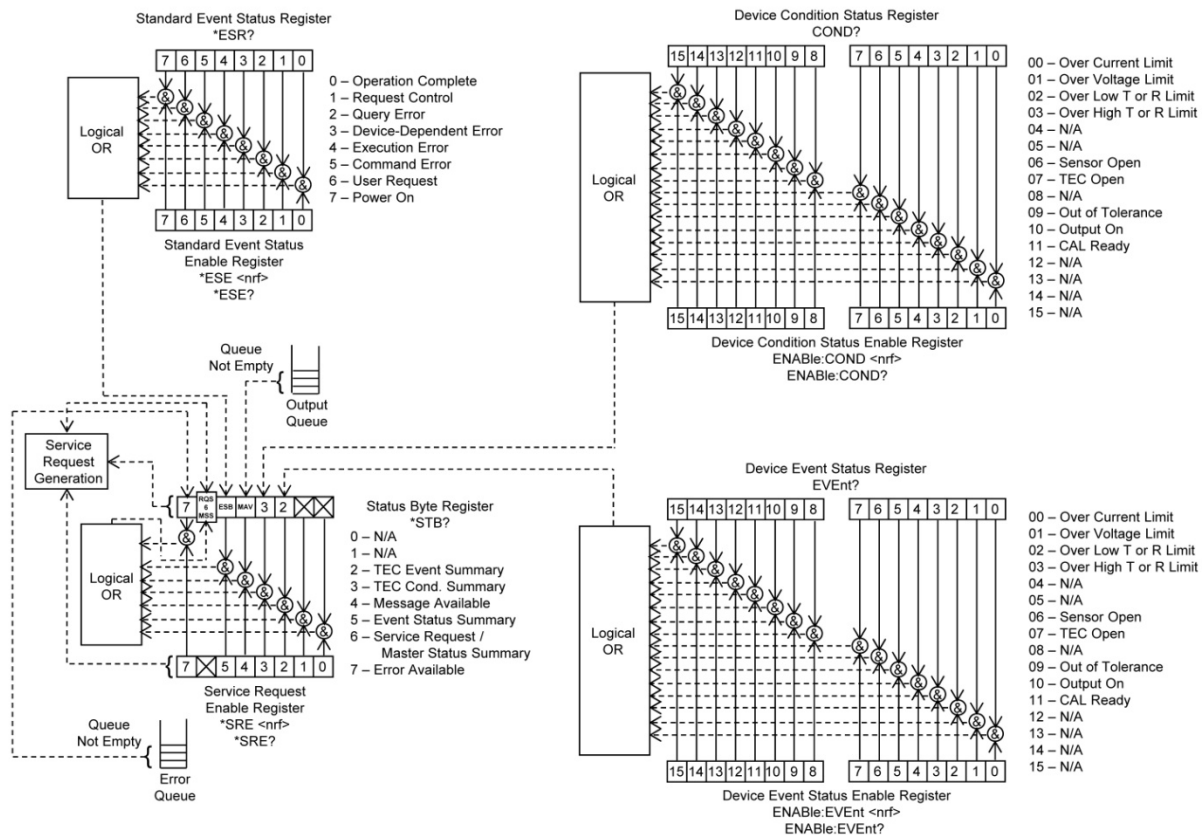 Standard Event Status Register
*ESR?
7 6 5 4 3 2 1 0
& & & & & & & &
Logical
OR
0 – Operation Complete
1 – Request Control
2 – Query Error
3 – Device-Dependent Error
4 – Execution Error
5 – Command Error
6 – User Request
7 – Power On
7 6 5 4 3 2 1 0
Standard Event Status
Enable Register
*ESE <nrf>
*ESE?
Device Condition Status Register
COND?
15 14 13 12 11 10 9 8 7 6 5 4 3 2 1 0
& & & & & & & & & & & & & & & &
Logical
OR
00 – Over Current Limit
01 – Over Voltage Limit
02 – Over Low T or R Limit
03 – Over High T or R Limit
04 – N/A
05 – N/A
06 – Sensor Open
07 – TEC Open
08 – N/A
09 – Out of Tolerance
10 – Output On
11 – CAL Ready
12 – N/A
13 – N/A
14 – N/A
15 – N/A
15 14 13 12 11 10 9 8 7 6 5 4 3 2 1 0
Device Condition Status Enable Register
ENABle:COND <nrf>
ENABle:COND?
Queue
Not Empty
{
Output
Queue
Service
Request
Generation
{
7 RQS 6 MSS ESB MAV 3 2
& & & & & & &
Logical
OR
Status Byte Register
*STB?
0 – N/A
1 – N/A
2 – TEC Event Summary
3 – TEC Cond. Summary
4 – Message Available
5 – Event Status Summary
6 – Service Request /
Master Status Summary
7 – Error Available
{
7 5 4 3 2 1 0
Service Request
Enable Register
*SRE <nrf>
*SRE?
Queue
Not Empty
{
Error
Queue
Device Event Status Register
EVEnt?
15 14 13 12 11 10 9 8 7 6 5 4 3 2 1 0
& & & & & & & & & & & & & & & &
Logical
OR
00 – Over Current Limit
01 – Over Voltage Limit
02 – Over Low T or R Limit
03 – Over High T or R Limit
04 – N/A
05 – N/A
06 – Sensor Open
07 – TEC Open
08 – N/A
09 – Out of Tolerance
10 – Output On
11 – CAL Ready
12 – N/A
13 – N/A
14 – N/A
15 – N/A
15 14 13 12 11 10 9 8 7 6 5 4 3 2 1 0
Device Event Status Enable Register
ENABle:EVEnt <nrf>
ENABle:EVEnt?